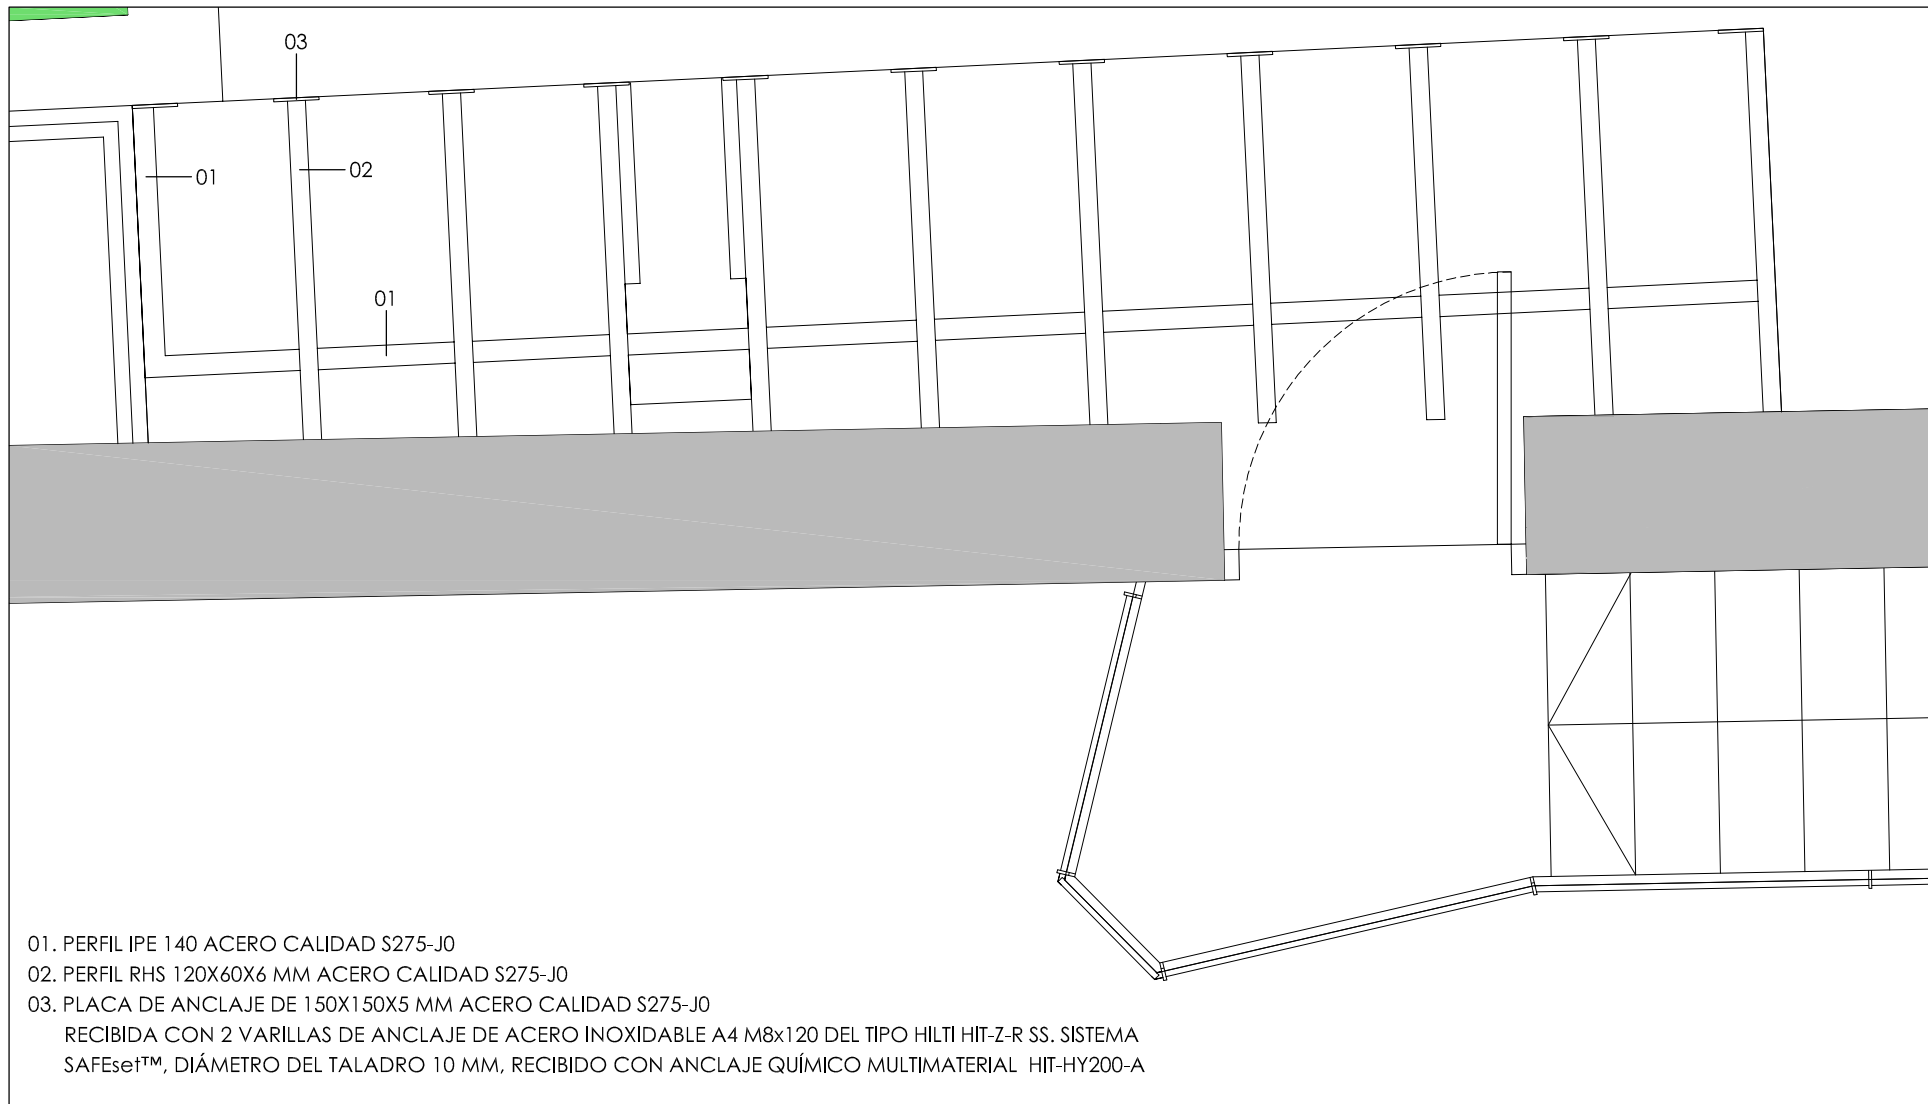 03
01
02
01
01. PERFIL IPE 140 ACERO CALIDAD S275-J0
02. PERFIL RHS 120X60X6 MM ACERO CALIDAD S275-J0
03. PLACA DE ANCLAJE DE 150X150X5 MM ACERO CALIDAD S275-J0
RECIBIDA CON 2 VARILLAS DE ANCLAJE DE ACERO INOXIDABLE A4 M8x120 DEL TIPO HILTI HIT-Z-R SS. SISTEMA
SAFEset™, DIÁMETRO DEL TALADRO 10 MM, RECIBIDO CON ANCLAJE QUÍMICO MULTIMATERIAL HIT-HY200-A